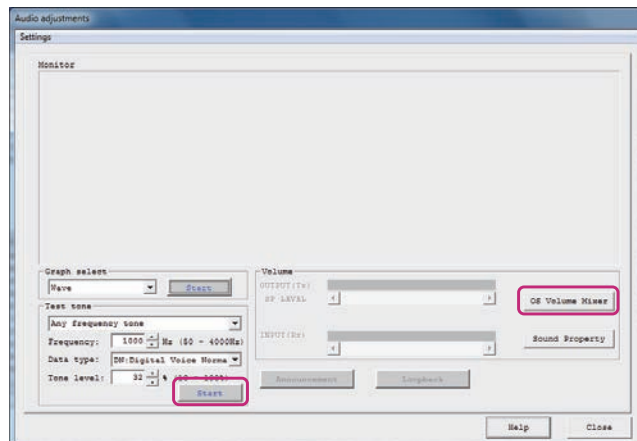 Audio adjustments
Settings
Monitor
Graph select
Wave
Start
Test tone
Any frequency tone
Frequency: 1000 Hz (50 - 4000Hz)
Data type: DN:Digital Voice Norma
Tone level: 32 % (10 - 100%)
Start
Volume
OUTPUT(Tx)
SP LEVEL
INPUT(Rx)
OS Volume Mixer
Sound Property
Announcement
Loopback
Help
Close